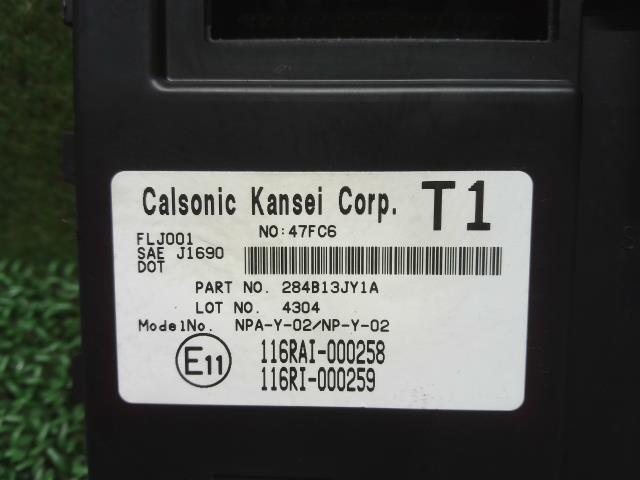 Calsonic Kansei Corp. T1
NO:47FC6
FLJ001
SAE J1690
DOT
PART NO. 284B13JY1A
LOT NO. 4304
ModelNo. NPA-Y-02/NP-Y-02
E11
116RAI-000258
116RI-000259